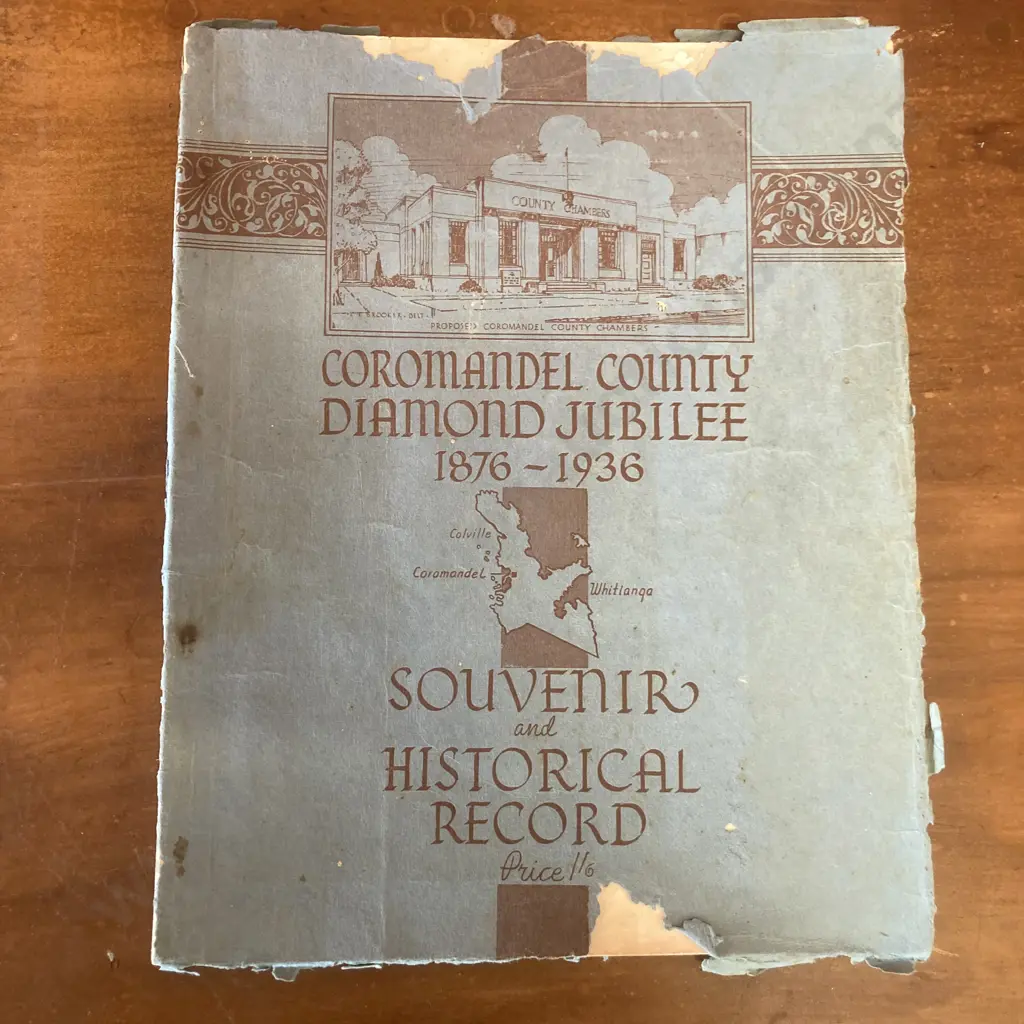 COUNTY CHAMBERS
PROPOSED COROMANDEL COUNTY CHAMBERS
COROMANDEL COUNTY
DIAMOND JUBILEE
1876 - 1936
Colville
Coromandel
Whitianga
SOUVENIR
and
HISTORICAL
RECORD
Price 1/6